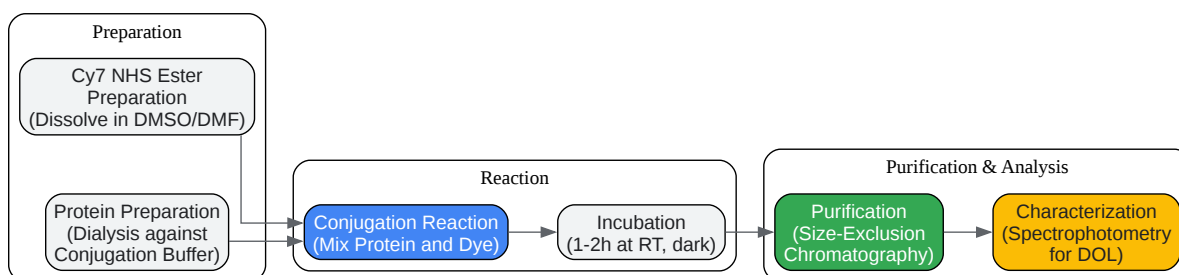 Preparation
Cy7 NHS Ester
Preparation
(Dissolve in DMSO/DMF)
Protein Preparation
(Dialysis against
Conjugation Buffer)
Reaction
Conjugation Reaction
(Mix Protein and Dye)
Incubation
(1-2h at RT, dark)
Purification & Analysis
Purification
(Size-Exclusion
Chromatography)
Characterization
(Spectrophotometry
for DOL)